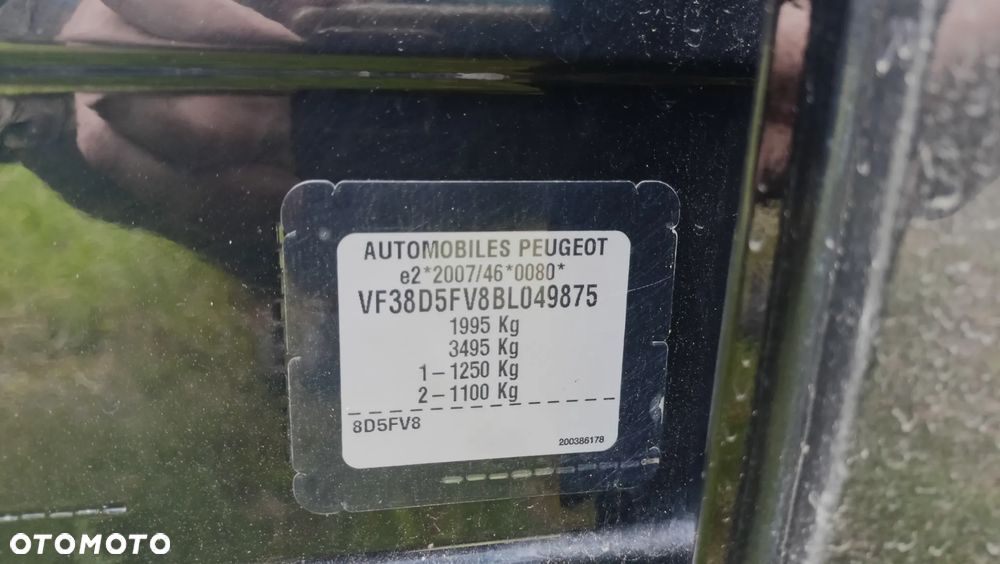 AUTOMOBILES PEUGEOT
e2*2007/46*0080*
VF38D5FV8BL049875
1995 Kg
3495 Kg
1-1250 Kg
2-1100 Kg
8D5FV8
200386178
OTOMOTO